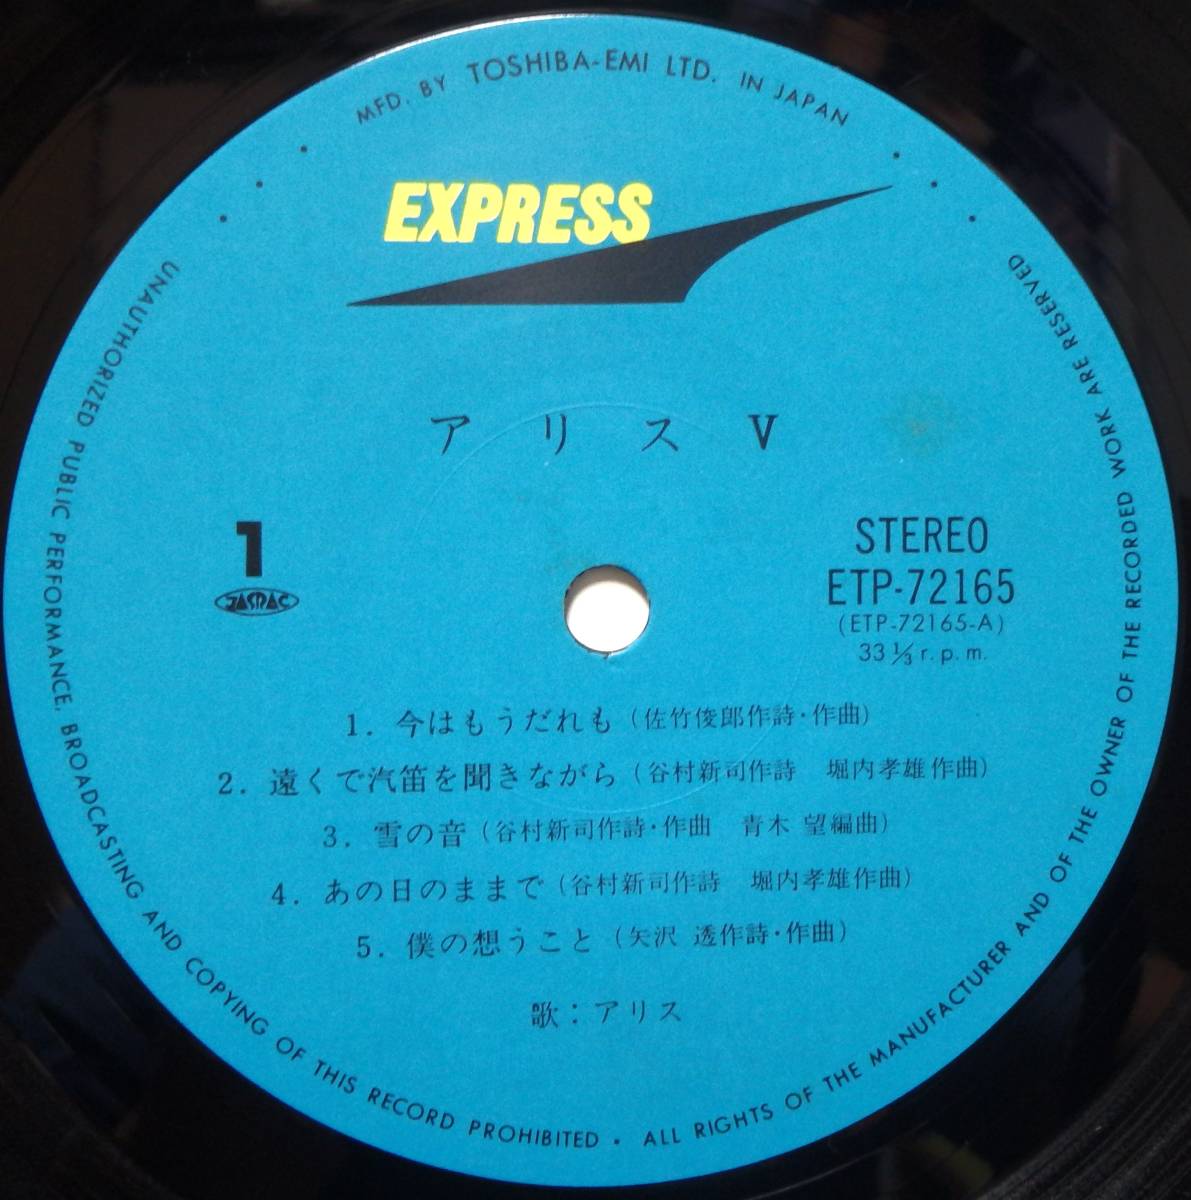 MFD. BY TOSHIBA-EMI LTD. IN JAPAN
EXPRESS
アリス V
1
JASRAC
STEREO
ETP-72165
(ETP-72165-A)
33 1/3 r.p.m.
1. 今はもうだれも (佐竹俊郎作詩・作曲)
2. 遠くで汽笛を聞きながら (谷村新司作詩 堀内孝雄作曲)
3. 雪の音 (谷村新司作詩・作曲 青木 望編曲)
4. あの日のままで (谷村新司作詩 堀内孝雄作曲)
5. 僕の想うこと (矢沢 透作詩・作曲)
歌：アリス
UNAUTHORIZED PUBLIC PERFORMANCE, BROADCASTING AND COPYING OF THIS RECORD PROHIBITED • ALL RIGHTS OF THE MANUFACTURER AND OF THE OWNER OF THE RECORDED WORK ARE RESERVED